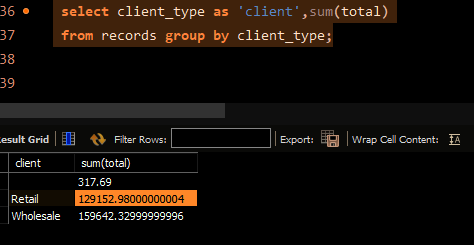 36 select client_type as 'client',sum(total)
37 from records group by client_type;
38
39
Result Grid Filter Rows: Export: Wrap Cell Content:
client sum(total)
317.69
Retail 129152.98000000004
Wholesale 159642.32999999996